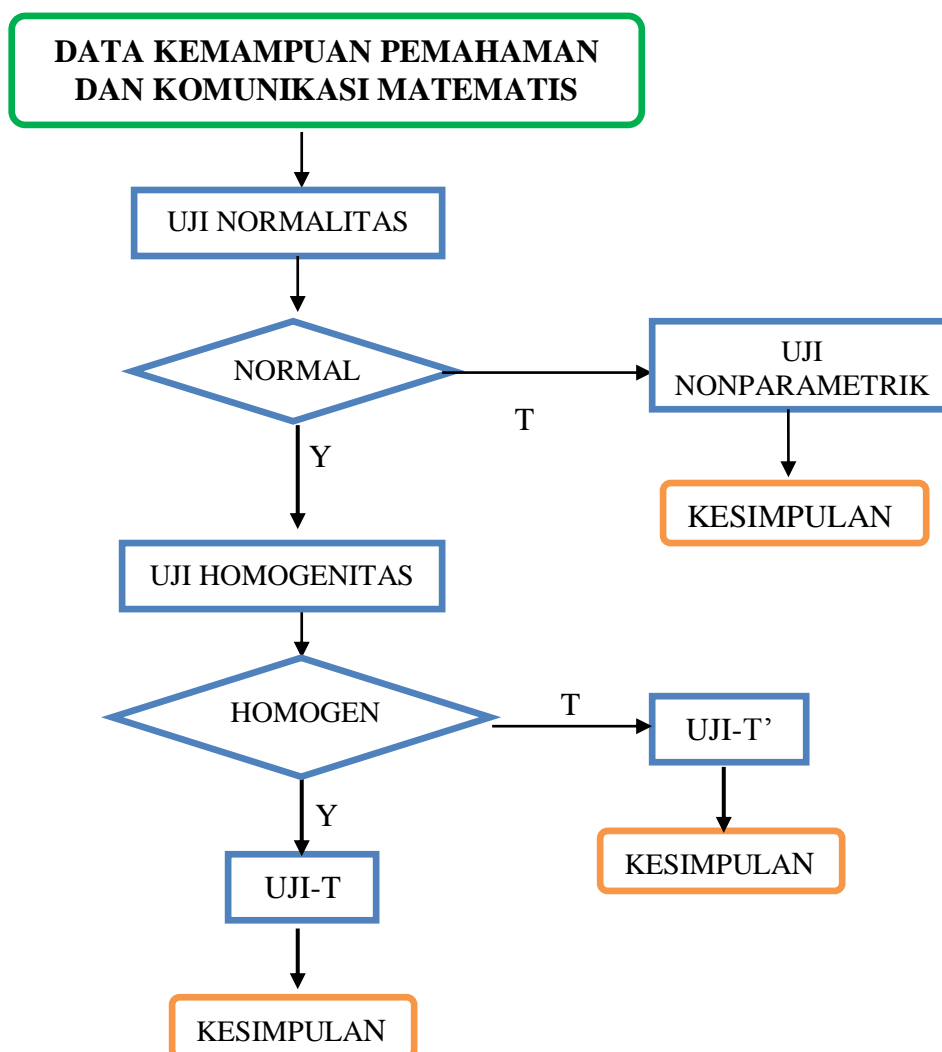 DATA KEMAMPUAN PEMAHAMAN
DAN KOMUNIKASI MATEMATIS
UJI NORMALITAS
NORMAL
T
UJI
NONPARAMETRIK
Y
KESIMPULAN
UJI HOMOGENITAS
HOMOGEN
T
UJI-T’
Y
KESIMPULAN
UJI-T
KESIMPULAN